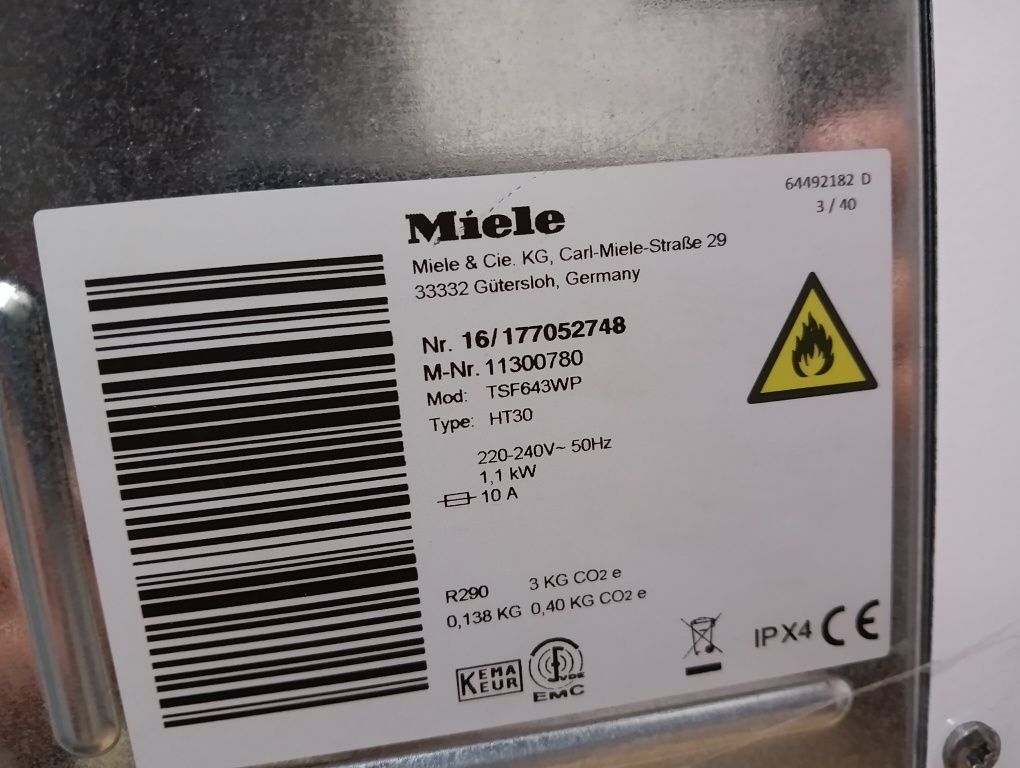 64492182 D
3 / 40
Miele
Miele & Cie. KG, Carl-Miele-Straße 29
33332 Gütersloh, Germany
Nr. 16/177052748
M-Nr. 11300780
Mod: TSF643WP
Type: HT30
220-240V~ 50Hz
1,1 kW
10 A
R290 3 KG CO2 e
0,138 KG 0,40 KG CO2 e
KEMA
KEUR
VDE
EMC
IPX4 CE